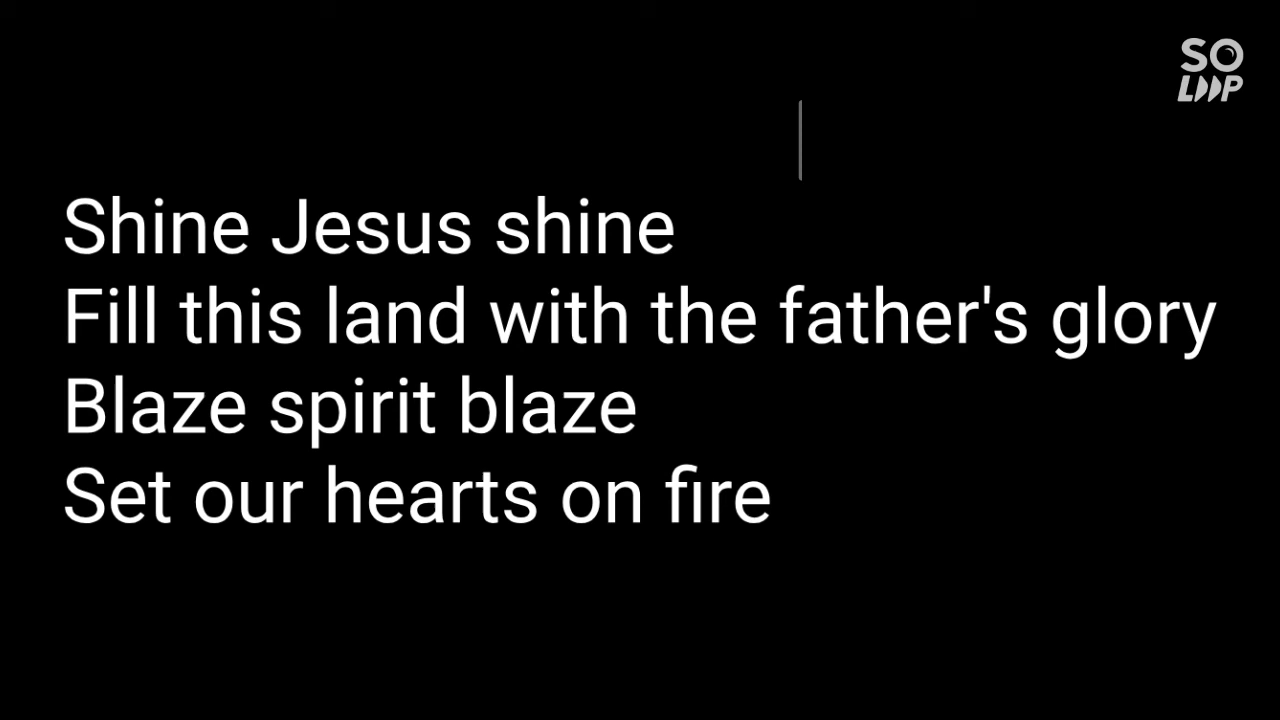 SO
LOOP
Shine Jesus shine
Fill this land with the father's glory
Blaze spirit blaze
Set our hearts on fire